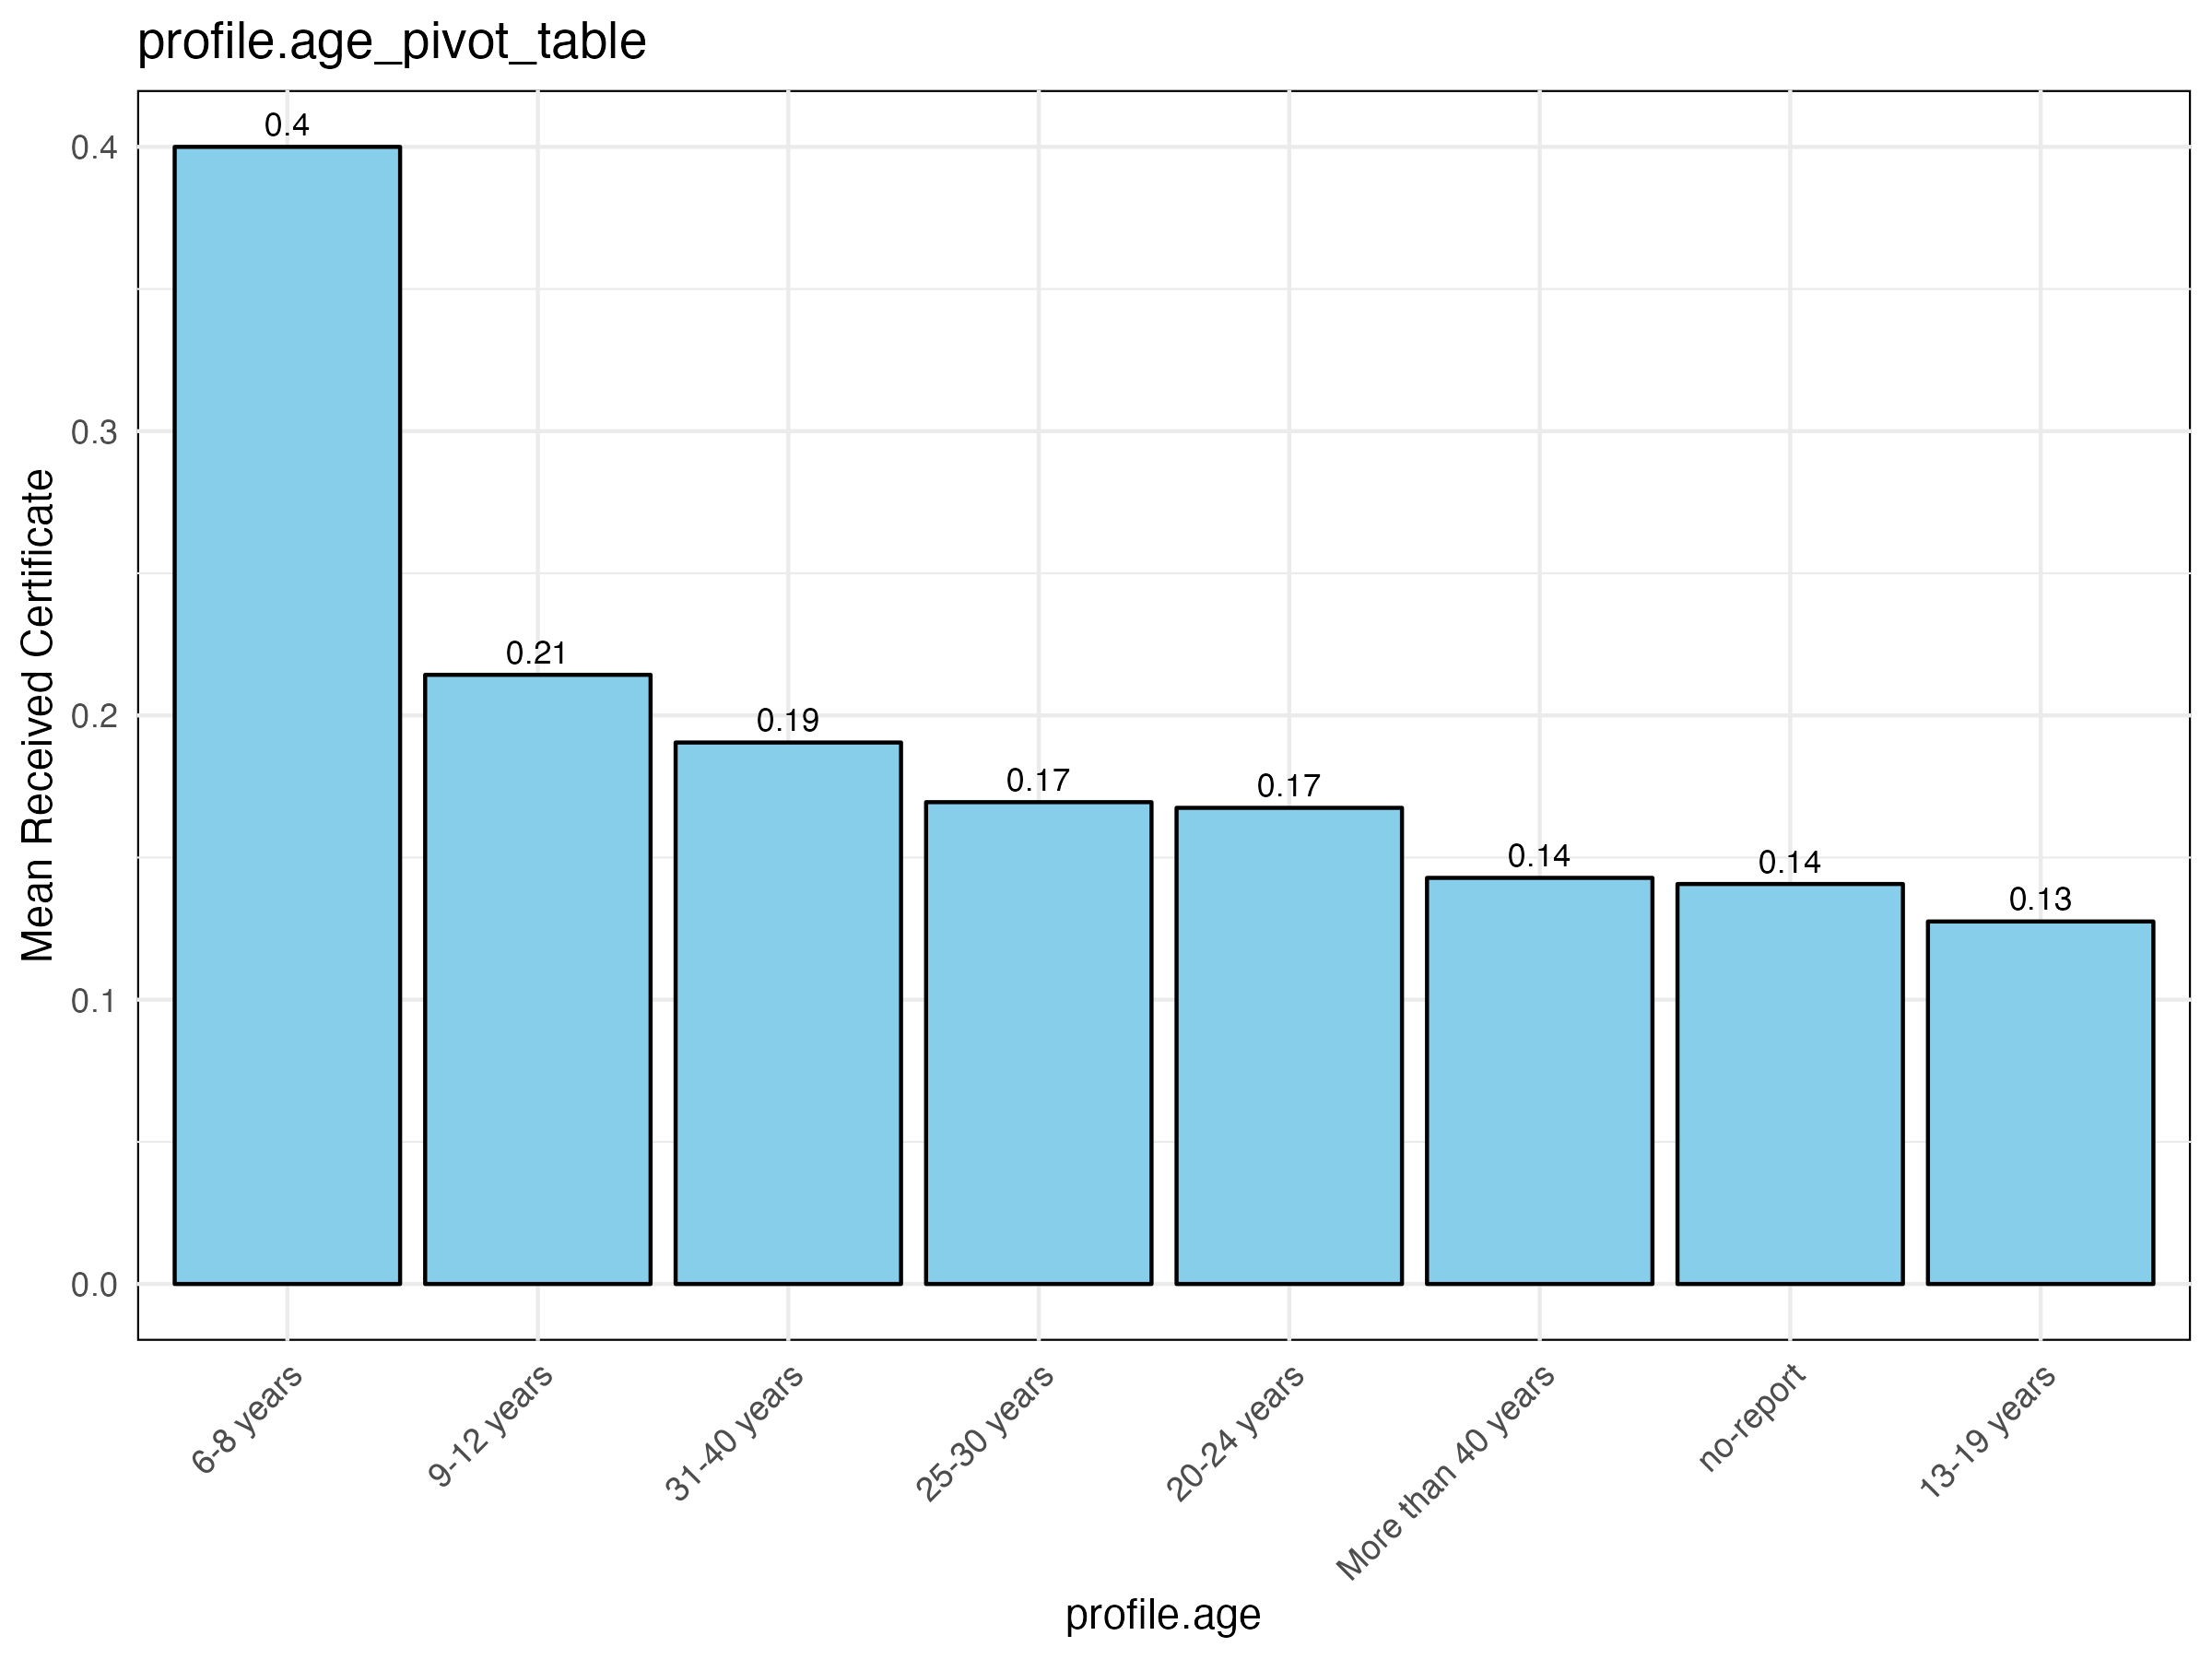 profile.age_pivot_table
Mean Received Certificate
0.4
0.3
0.2
0.1
0.0
0.4
0.21
0.19
0.17
0.17
0.14
0.14
0.13
6-8 years
9-12 years
31-40 years
25-30 years
20-24 years
More than 40 years
no-report
13-19 years
profile.age